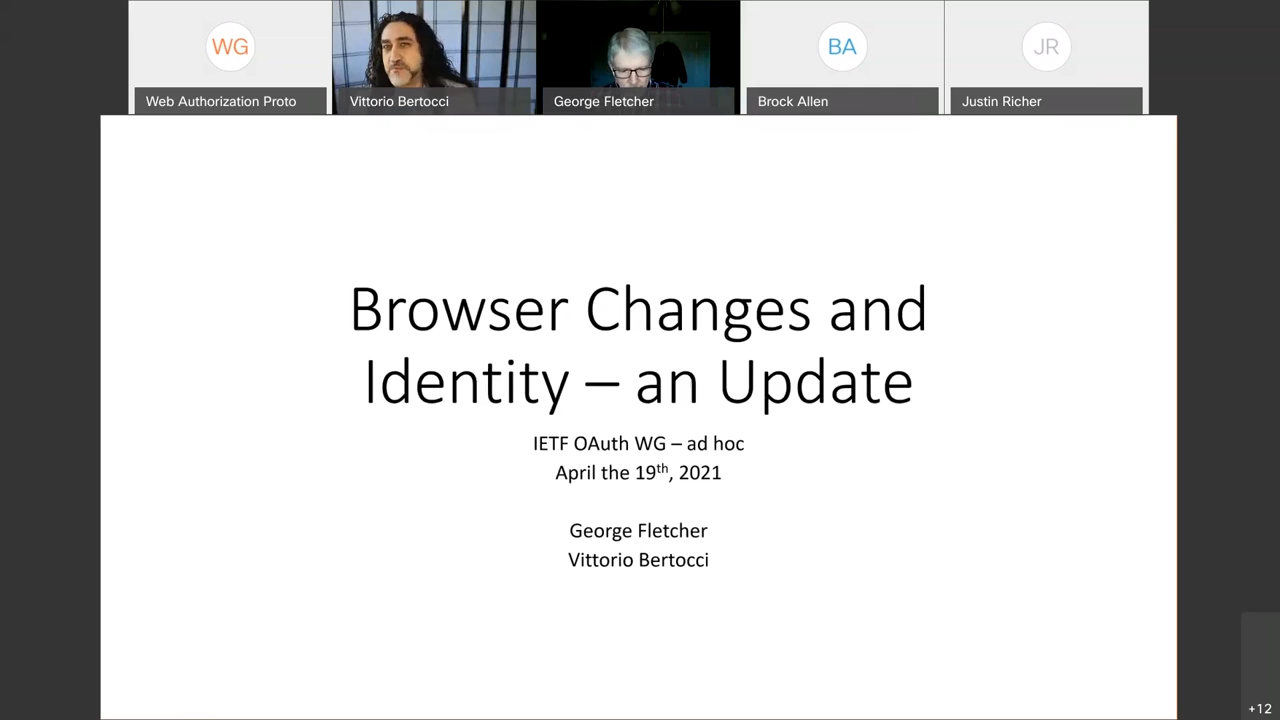 WG
BA
JR
Web Authorization Proto
Vittorio Bertocci
George Fletcher
Brock Allen
Justin Richer
Browser Changes and
Identity – an Update
IETF OAuth WG – ad hoc
April the 19th, 2021
George Fletcher
Vittorio Bertocci
+12